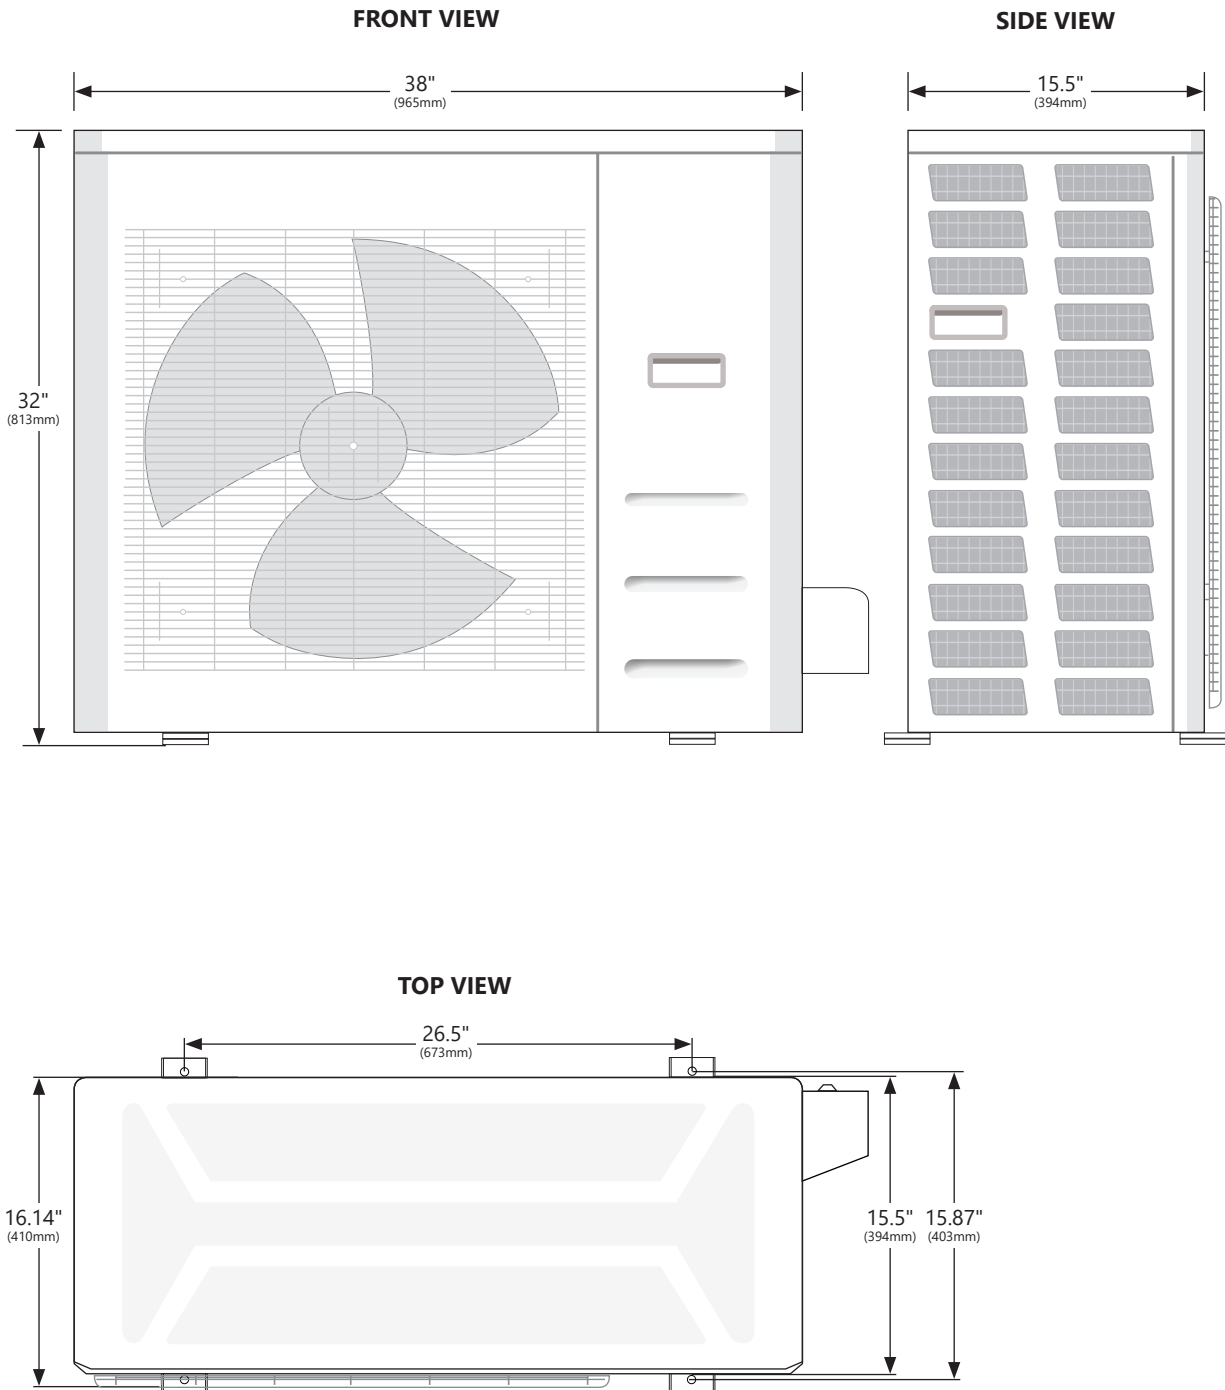 FRONT VIEW
SIDE VIEW
38"
(965mm)
15.5"
(394mm)
32"
(813mm)
TOP VIEW
26.5"
(673mm)
16.14"
(410mm)
15.5"
(394mm)
15.87"
(403mm)